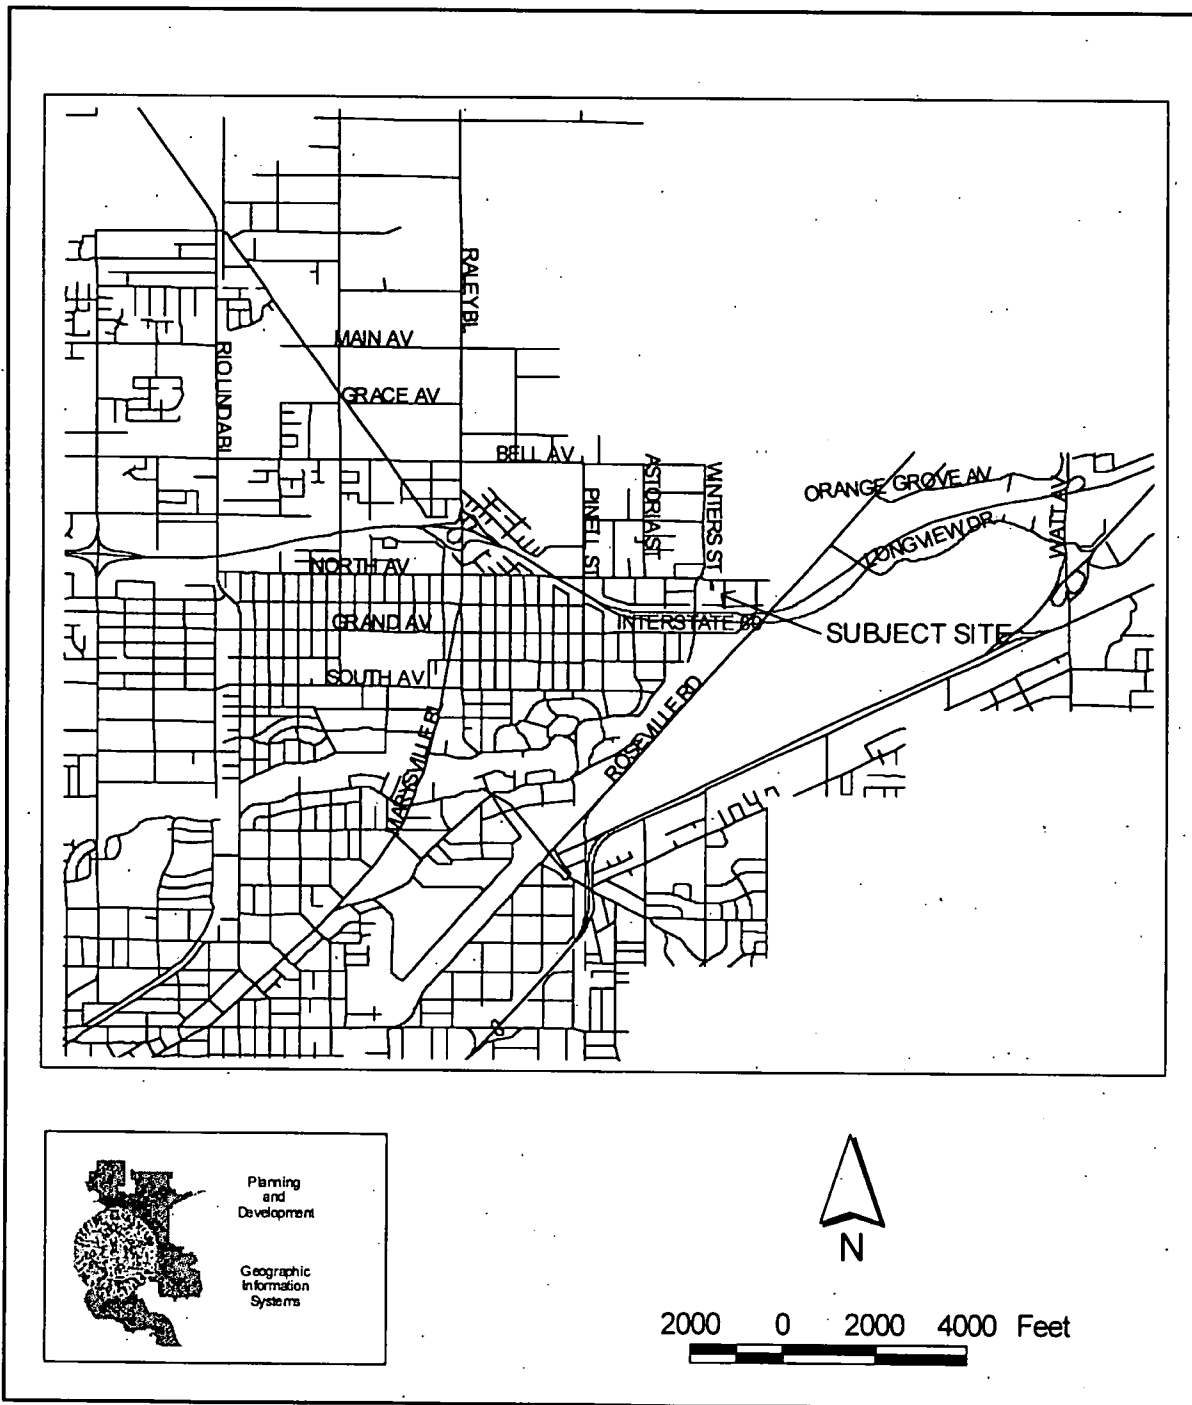 RALEY BL
MAIN AV
RIO LINDA BL
GRACE AV
BELL AV
ASTORIA ST
WINTERS ST
ORANGE GROVE AV
WATT AV
PINELL ST
LONGVIEW DR
NORTH AV
GRAND AV
INTERSTATE 80
SUBJECT SITE
SOUTH AV
ROSEVILLE RD
MARYSVILLE BL
Planning
and
Development
Geographic
Information
Systems
N
2000 0 2000 4000 Feet